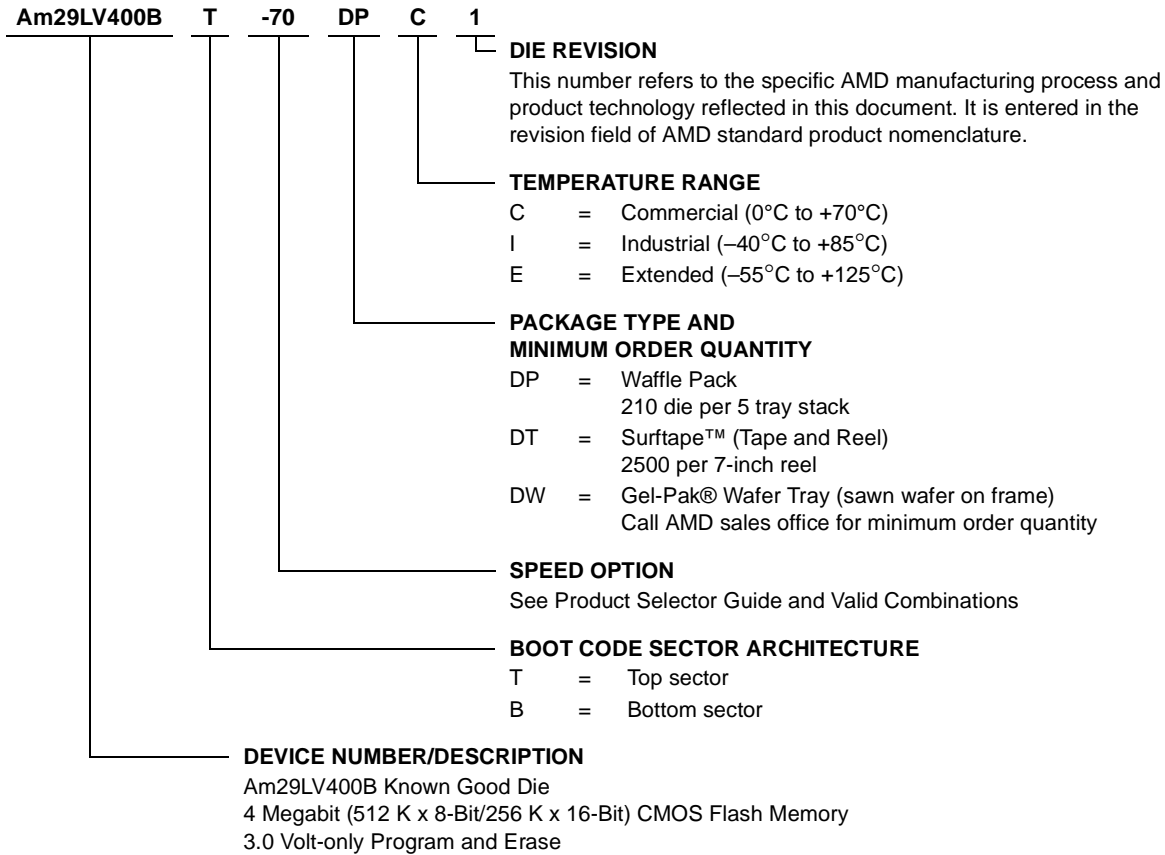 Am29LV400B T -70 DP C 1
DIE REVISION
This number refers to the specific AMD manufacturing process and
product technology reflected in this document. It is entered in the
revision field of AMD standard product nomenclature.
TEMPERATURE RANGE
C = Commercial (0°C to +70°C)
I = Industrial (–40°C to +85°C)
E = Extended (–55°C to +125°C)
PACKAGE TYPE AND
MINIMUM ORDER QUANTITY
DP = Waffle Pack
210 die per 5 tray stack
DT = Surftape™ (Tape and Reel)
2500 per 7-inch reel
DW = Gel-Pak® Wafer Tray (sawn wafer on frame)
Call AMD sales office for minimum order quantity
SPEED OPTION
See Product Selector Guide and Valid Combinations
BOOT CODE SECTOR ARCHITECTURE
T = Top sector
B = Bottom sector
DEVICE NUMBER/DESCRIPTION
Am29LV400B Known Good Die
4 Megabit (512 K x 8-Bit/256 K x 16-Bit) CMOS Flash Memory
3.0 Volt-only Program and Erase